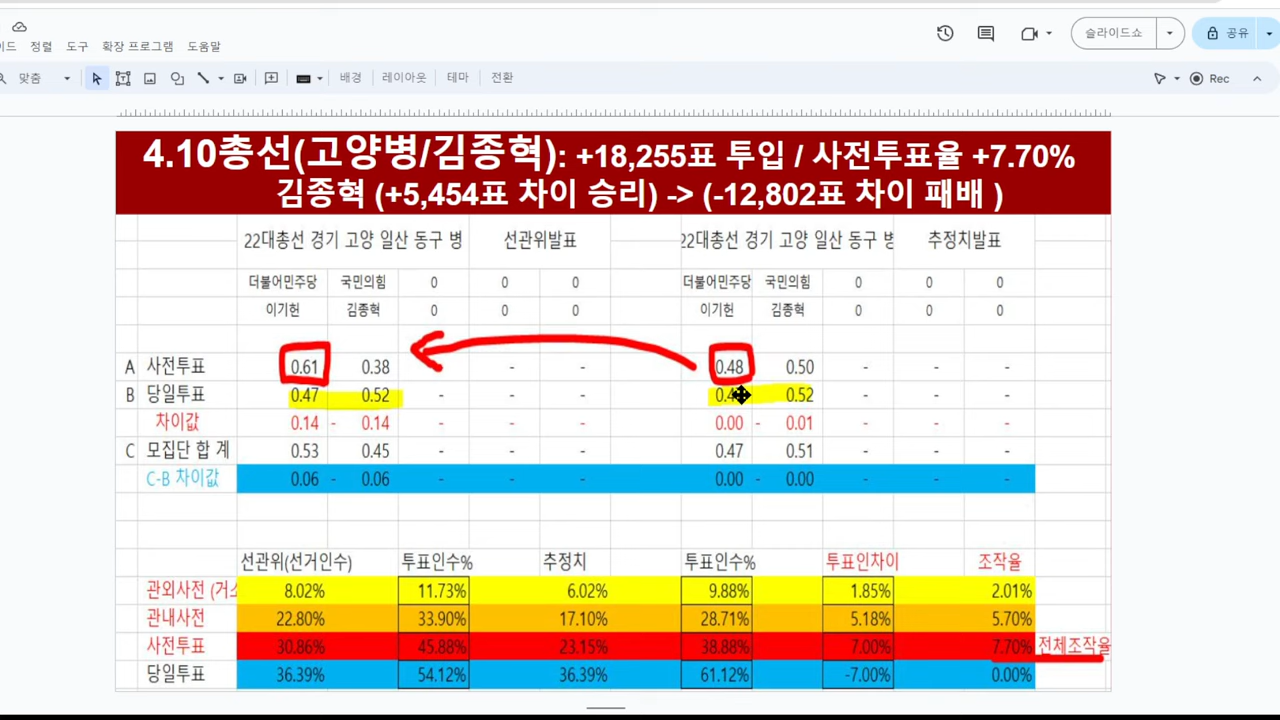 이드 정렬 도구 확장 프로그램 도움말
슬라이드쇼 공유
맞춤 배경 레이아웃 테마 전환 Rec
4.10총선(고양병/김종혁): +18,255표 투입 / 사전투표율 +7.70%
김종혁 (+5,454표 차이 승리) -> (-12,802표 차이 패배 )
22대총선 경기 고양 일산 동구 병 선관위발표 22대총선 경기 고양 일산 동구 병 추정치발표
더불어민주당 국민의힘 0 0 0 더불어민주당 국민의힘 0 0 0
이기헌 김종혁 0 0 0 이기헌 김종혁 0 0 0
A 사전투표 0.61 0.38 - - - 0.48 0.50 - - -
B 당일투표 0.47 0.52 - - - 0.52 - - -
차이값 0.14 - 0.14 - - - 0.00 - 0.01 - - -
C 모집단 합 계 0.53 0.45 - - - 0.47 0.51 - - -
C-B 차이값 0.06 - 0.06 - - - 0.00 - 0.00 - - -
선관위(선거인수) 투표인수% 추정치 투표인수% 투표인차이 조작율
관외사전 (거소 8.02% 11.73% 6.02% 9.88% 1.85% 2.01%
관내사전 22.80% 33.90% 17.10% 28.71% 5.18% 5.70%
사전투표 30.86% 45.88% 23.15% 38.88% 7.00% 7.70% 전체조작율
당일투표 36.39% 54.12% 36.39% 61.12% -7.00% 0.00%